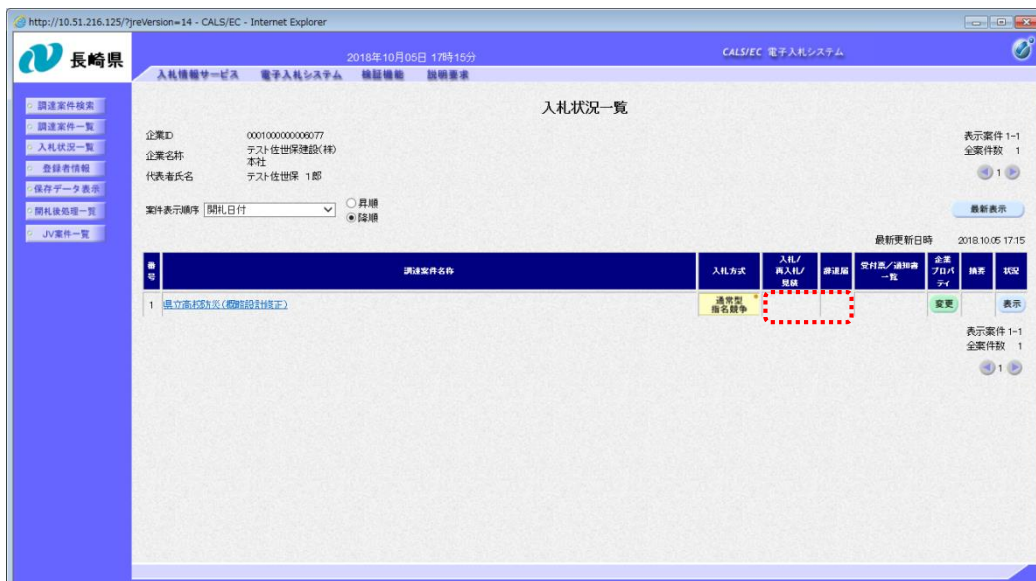 http://10.51.216.125/?jreVersion=14 - CALS/EC - Internet Explorer
長崎県
2018年10月05日 17時15分
CALS/EC 電子入札システム
入札情報サービス 電子入札システム 検証機能 説明要求
調達案件検索
調達案件一覧
入札状況一覧
登録者情報
保存データ表示
開札後処理一覧
JV案件一覧
入札状況一覧
企業ID 0001000000006077
企業名称 テスト佐世保建設(株)
本社
代表者氏名 テスト佐世保 1郎
表示案件 1-1
全案件数 1
1
案件表示順序 開札日付
昇順
降順
最新表示
最新更新日時 2018.10.05 17:15
番号 調達案件名称 入札方式 入札/再入札/見積 辞退届 受付票/通知書一覧 企業プロパティ 摘要 状況
1 県立高校防災(概略設計修正) 通常型指名競争 変更 表示
表示案件 1-1
全案件数 1
1